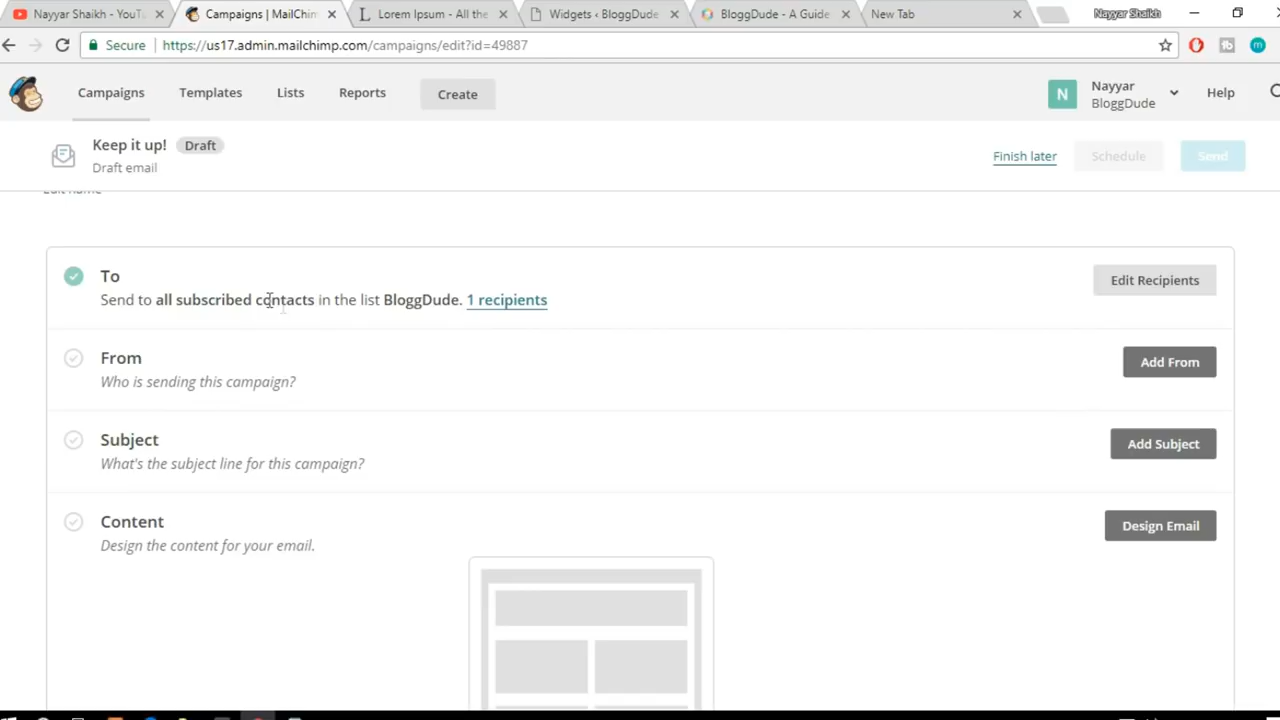 Nayyar Shaikh - YouTu
Campaigns | MailChim
Lorem Ipsum - All the
Widgets ‹ BloggDude
BloggDude - A Guide
New Tab
Nayyar Shaikh
Secure
https://us17.admin.mailchimp.com/campaigns/edit?id=49887
Campaigns
Templates
Lists
Reports
Create
N
Nayyar
BloggDude
Help
Keep it up!
Draft
Draft email
Finish later
Schedule
Send
Edit name
To
Send to all subscribed contacts in the list BloggDude. 1 recipients
Edit Recipients
From
Who is sending this campaign?
Add From
Subject
What's the subject line for this campaign?
Add Subject
Content
Design the content for your email.
Design Email